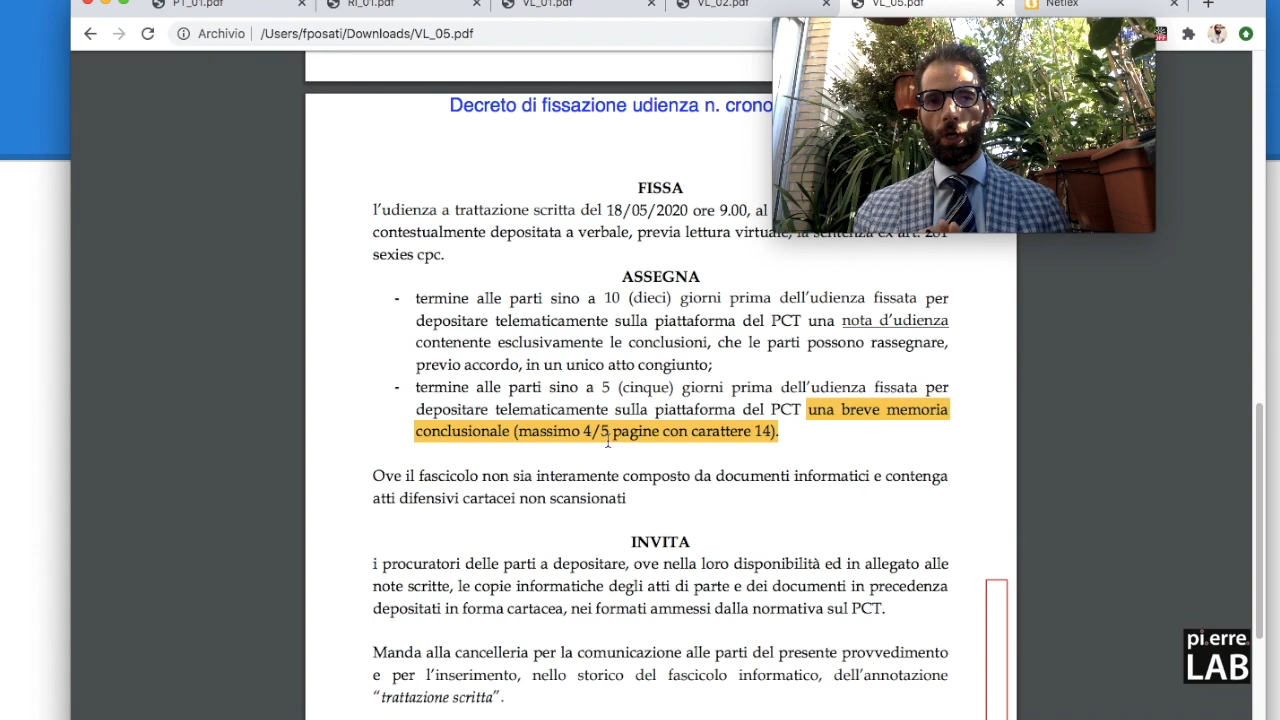 PT_01.pdf
RI_01.pdf
VL_01.pdf
VL_02.pdf
VL_05.pdf
Netlex
Archivio
/Users/fposati/Downloads/VL_05.pdf
Decreto di fissazione udienza n. crono
FISSA
l'udienza a trattazione scritta del 18/05/2020 ore 9.00, al
contestualmente depositata a verbale, previa lettura virtuale, la sentenza ex art. 281
sexies cpc.
ASSEGNA
- termine alle parti sino a 10 (dieci) giorni prima dell'udienza fissata per
depositare telematicamente sulla piattaforma del PCT una nota d'udienza
contenente esclusivamente le conclusioni, che le parti possono rassegnare,
previo accordo, in un unico atto congiunto;
- termine alle parti sino a 5 (cinque) giorni prima dell'udienza fissata per
depositare telematicamente sulla piattaforma del PCT una breve memoria
conclusionale (massimo 4/5 pagine con carattere 14).
Ove il fascicolo non sia interamente composto da documenti informatici e contenga
atti difensivi cartacei non scansionati
INVITA
i procuratori delle parti a depositare, ove nella loro disponibilità ed in allegato alle
note scritte, le copie informatiche degli atti di parte e dei documenti in precedenza
depositati in forma cartacea, nei formati ammessi dalla normativa sul PCT.
Manda alla cancelleria per la comunicazione alle parti del presente provvedimento
e per l'inserimento, nello storico del fascicolo informatico, dell'annotazione
"trattazione scritta".
pi.erre.
LAB